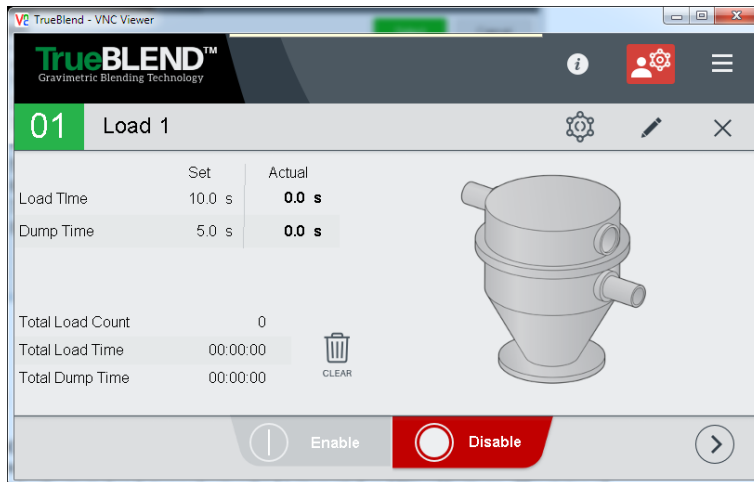 TrueBlend - VNC Viewer
TrueBLEND™
Gravimetric Blending Technology
01 Load 1
Set Actual
Load TIme 10.0 s 0.0 s
Dump Time 5.0 s 0.0 s
Total Load Count 0
Total Load Time 00:00:00
Total Dump Time 00:00:00
CLEAR
Enable Disable